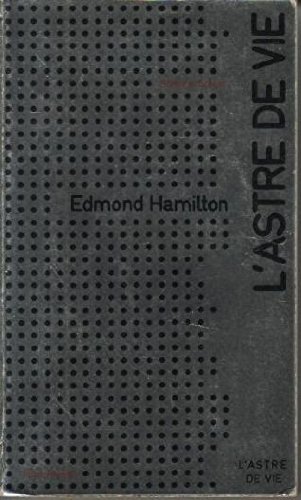 L'ASTRE DE VIE
Edmond Hamilton
L'ASTRE
DE VIE